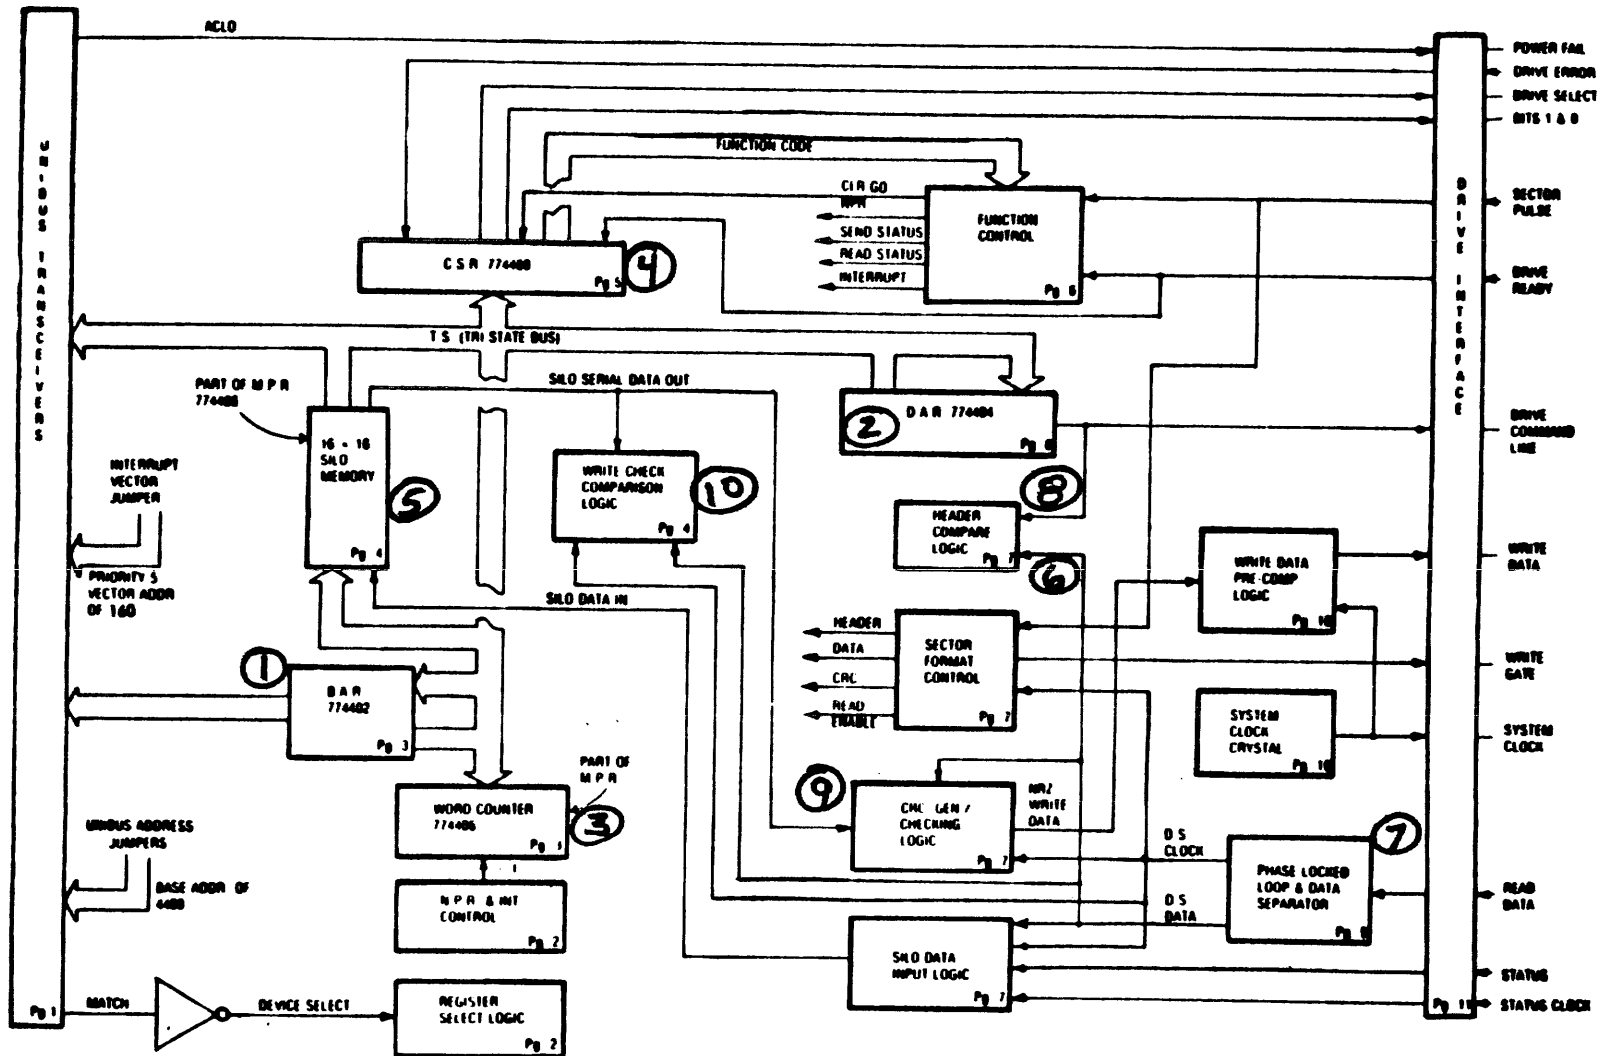 ACLO
POWER FAIL
DRIVE ERROR
DRIVE SELECT
BITS 1 & 0
UNIBUS TRANSCEIVERS
Pg 1
DRIVE INTERFACE
Pg 11
FUNCTION CODE
CLR GO
NPR
SEND STATUS
READ STATUS
INTERRUPT
FUNCTION
CONTROL
Pg 6
SECTOR
PULSE
DRIVE
READY
C S R 774400
Pg 5
4
T S (TRI STATE BUS)
PART OF M P R
774406
SILO SERIAL DATA OUT
D A R 774404
2
DRIVE
COMMAND
LINE
16 × 16
SILO
MEMORY
Pg 4
5
INTERRUPT
VECTOR
JUMPER
PRIORITY 5
VECTOR ADDR
OF 160
WRITE CHECK
COMPARISON
LOGIC
Pg 4
10
8
HEADER
COMPARE
LOGIC
Pg 7
6
WRITE DATA
PRE-COMP
LOGIC
Pg 10
WRITE
DATA
SILO DATA IN
1
B A R
774402
Pg 3
HEADER
DATA
CRC
READ
ENABLE
SECTOR
FORMAT
CONTROL
Pg 7
WRITE
GATE
SYSTEM
CLOCK
CRYSTAL
Pg 10
SYSTEM
CLOCK
PART OF
M P R
WORD COUNTER
774406
3
9
CRC GEN /
CHECKING
LOGIC
Pg 7
NRZ
WRITE
DATA
D S
CLOCK
7
PHASE LOCKED
LOOP & DATA
SEPARATOR
READ
DATA
UNIBUS ADDRESS
JUMPERS
BASE ADDR OF
4400
N P R & INT
CONTROL
Pg 2
D S
DATA
SILO DATA
INPUT LOGIC
Pg 7
STATUS
STATUS CLOCK
MATCH
DEVICE SELECT
REGISTER
SELECT LOGIC
Pg 2